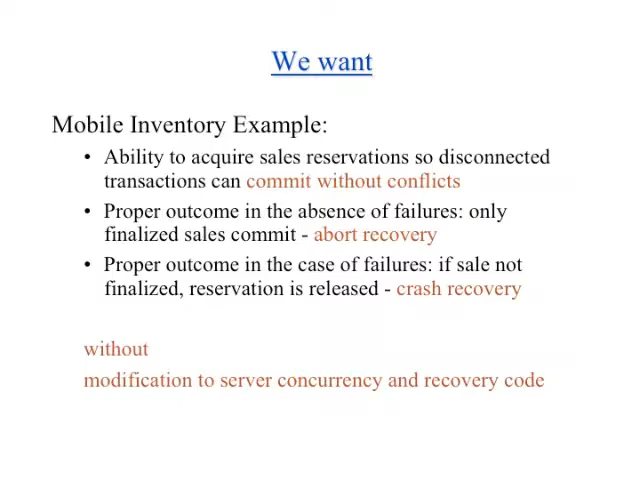 We want
Mobile Inventory Example:
• Ability to acquire sales reservations so disconnected
transactions can commit without conflicts
• Proper outcome in the absence of failures: only
finalized sales commit - abort recovery
• Proper outcome in the case of failures: if sale not
finalized, reservation is released - crash recovery
without
modification to server concurrency and recovery code